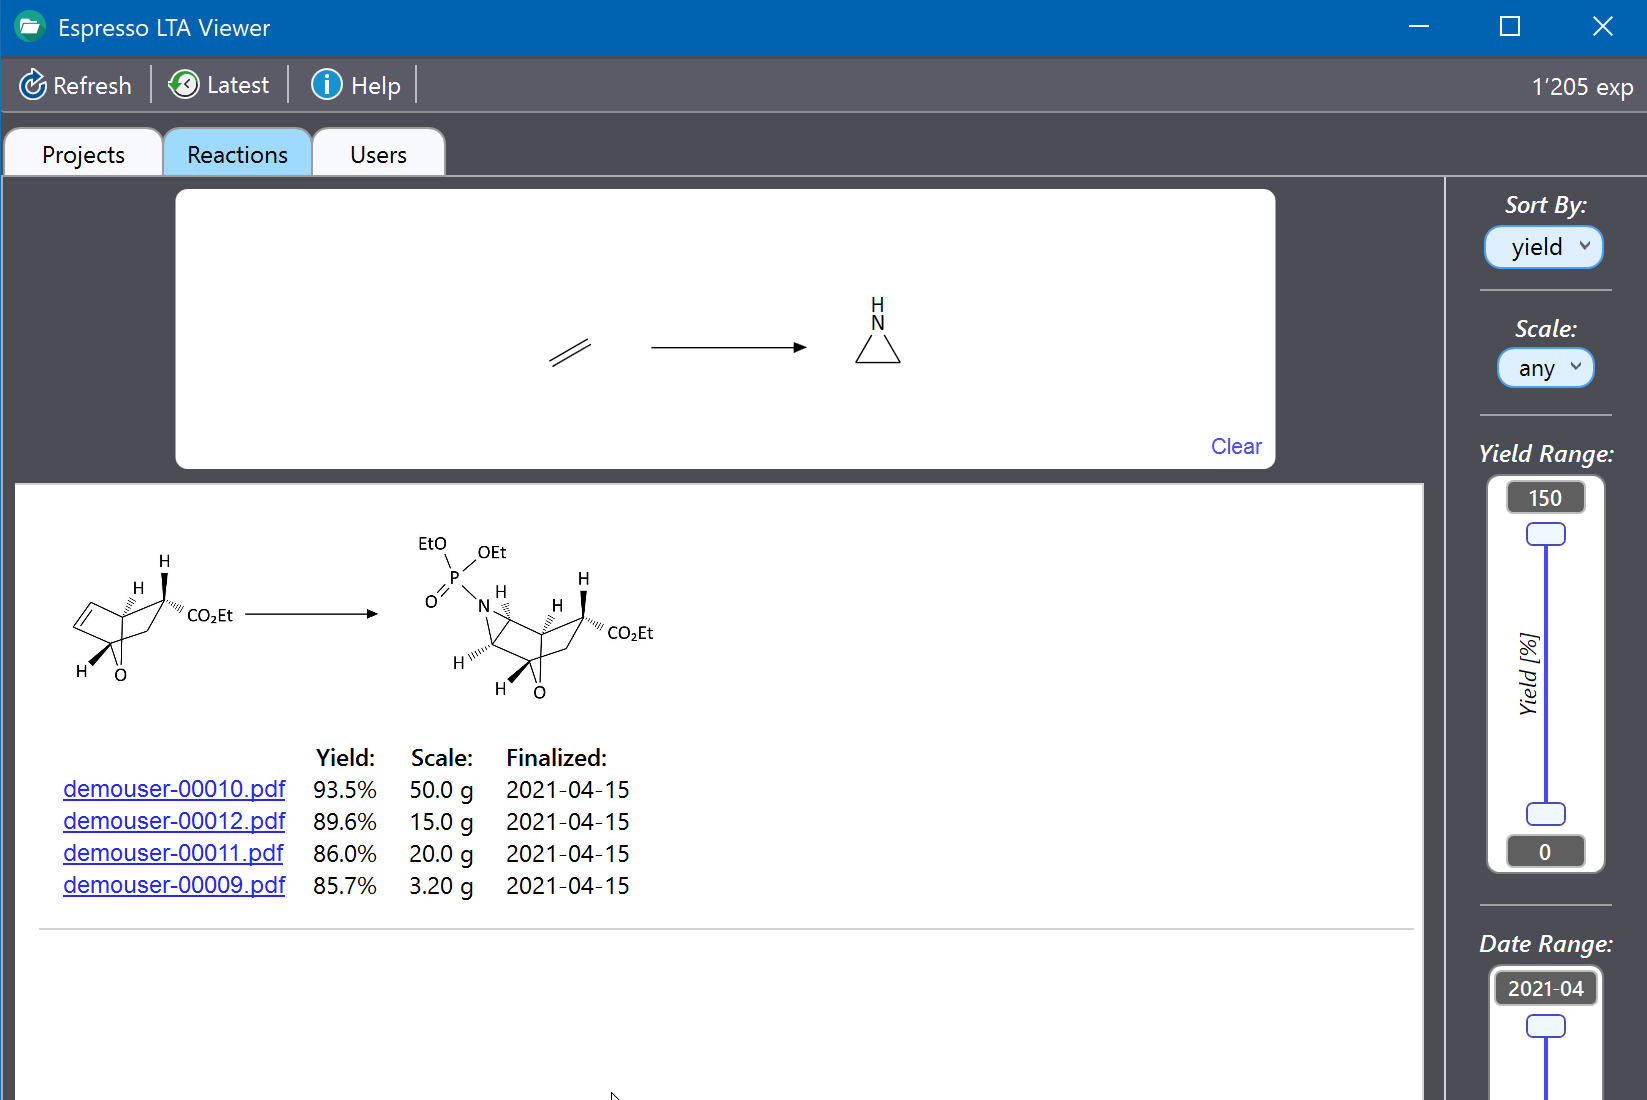 Espresso LTA Viewer
Refresh Latest Help 1’205 exp
Projects Reactions Users
Sort By:
yield
Scale:
any
H
N
Clear
Yield Range:
150
Yield [%]
0
Date Range:
2021-04
H
H
CO₂Et
H
O
EtO
OEt
P
O
N
H
H
H
CO₂Et
H
H
O
Yield: Scale: Finalized:
demouser-00010.pdf 93.5% 50.0 g 2021-04-15
demouser-00012.pdf 89.6% 15.0 g 2021-04-15
demouser-00011.pdf 86.0% 20.0 g 2021-04-15
demouser-00009.pdf 85.7% 3.20 g 2021-04-15